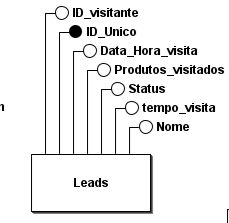 ID_visitante
ID_Unico
Data_Hora_visita
Produtos_visitados
Status
tempo_visita
Nome
Leads